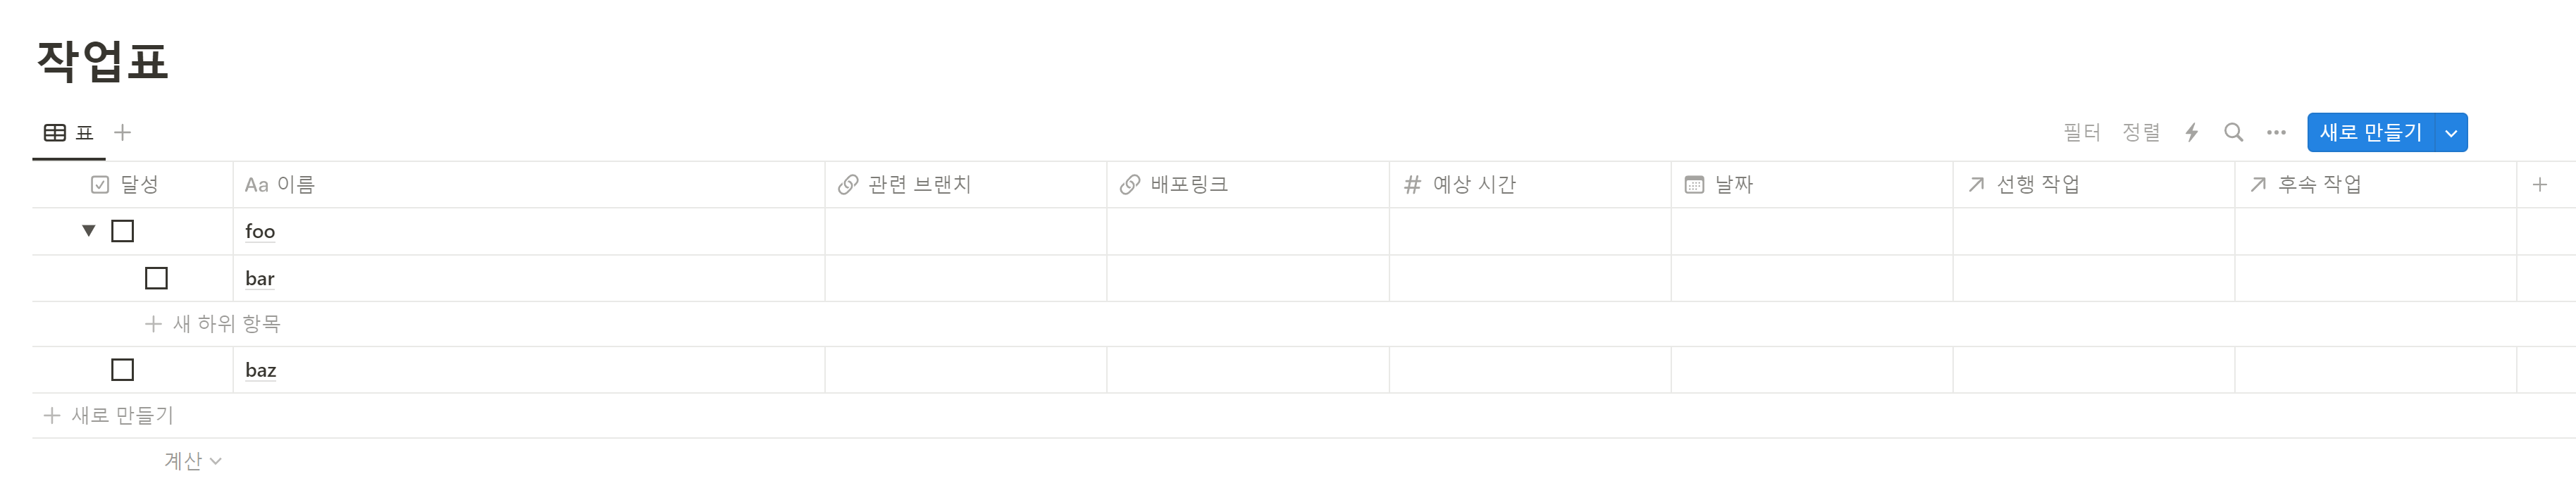 작업표
표
필터 정렬 새로 만들기
달성 Aa 이름 관련 브랜치 배포링크 # 예상 시간 날짜 선행 작업 후속 작업
foo
bar
새 하위 항목
baz
새로 만들기
계산